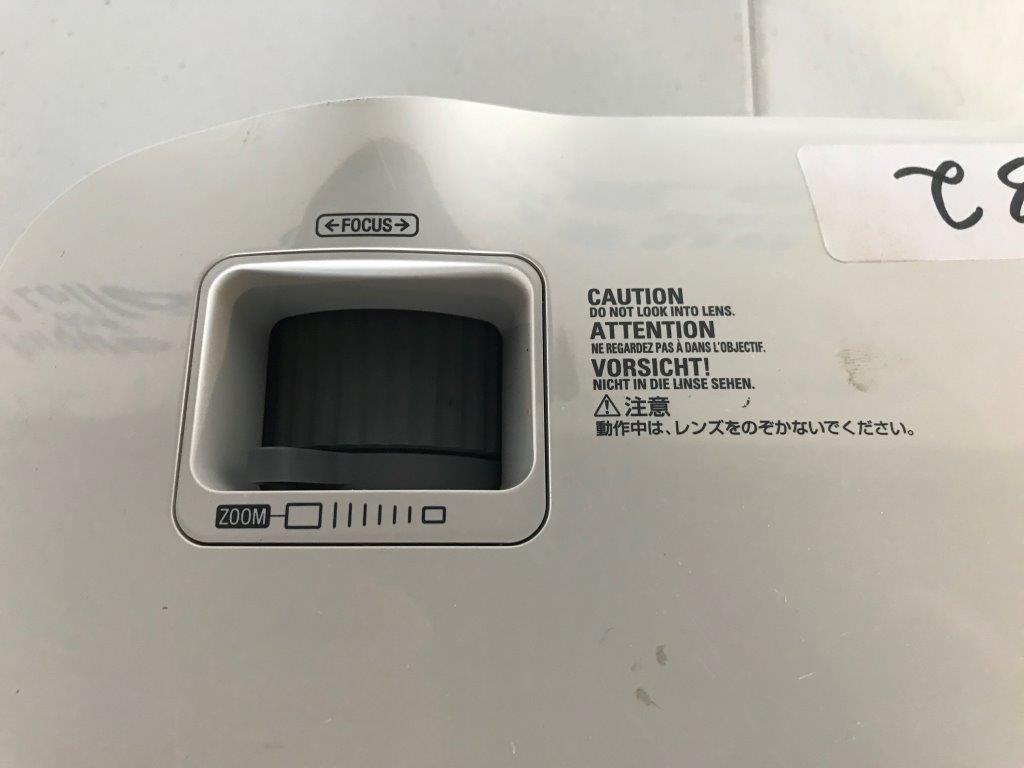 ←FOCUS→
CAUTION
DO NOT LOOK INTO LENS.
ATTENTION
NE REGARDEZ PAS À DANS L'OBJECTIF.
VORSICHT!
NICHT IN DIE LINSE SEHEN.
⚠ 注意
動作中は、レンズをのぞかないでください。
ZOOM